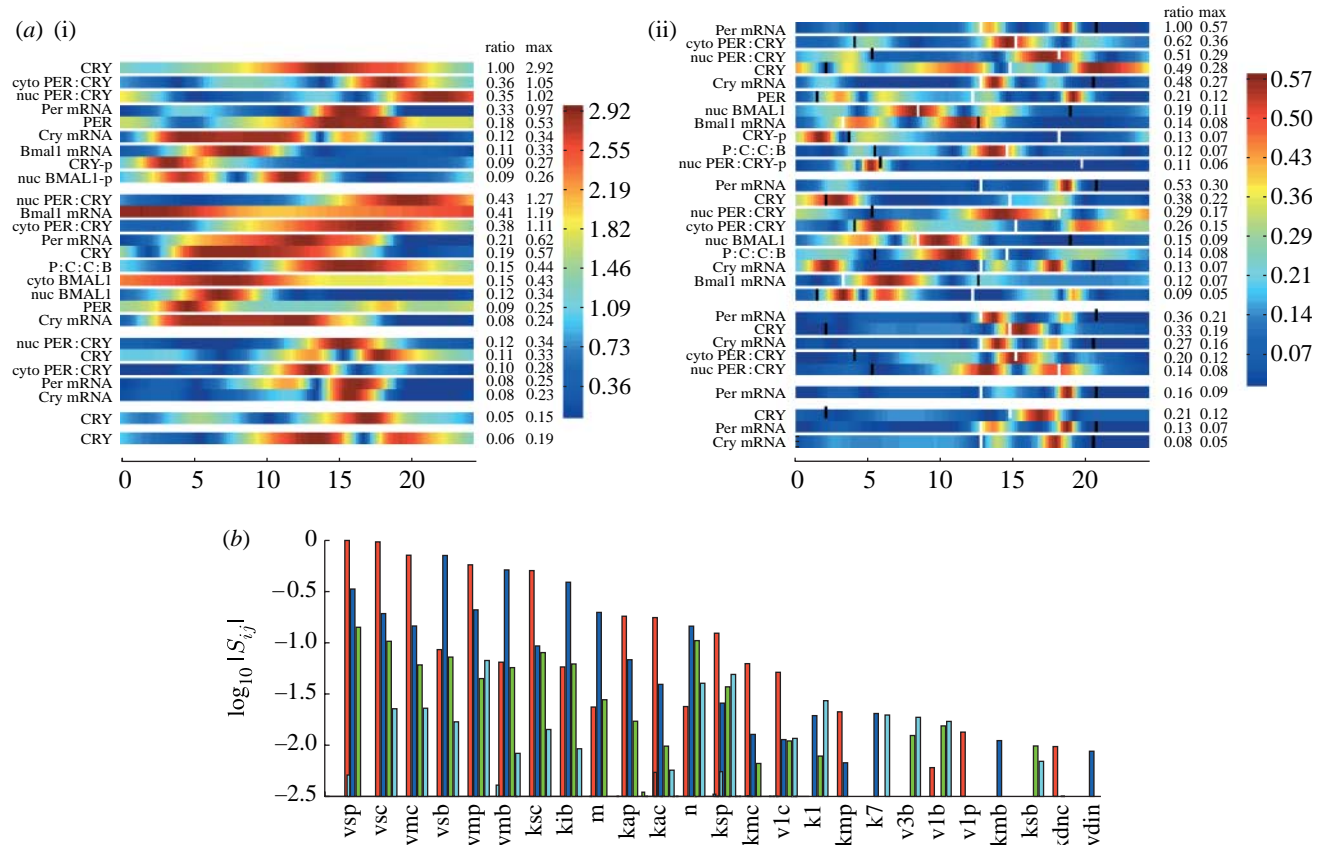 (a) (i)
ratio max
CRY 1.00 2.92
cyto PER:CRY 0.36 1.05
nuc PER:CRY 0.35 1.02
Per mRNA 0.33 0.97
PER 0.18 0.53
Cry mRNA 0.12 0.34
Bmal1 mRNA 0.11 0.33
CRY-p 0.09 0.27
nuc BMAL1-p 0.09 0.26
nuc PER:CRY 0.43 1.27
Bmal1 mRNA 0.41 1.19
cyto PER:CRY 0.38 1.11
Per mRNA 0.21 0.62
CRY 0.19 0.57
P:C:C:B 0.15 0.44
cyto BMAL1 0.15 0.43
nuc BMAL1 0.12 0.34
PER 0.09 0.25
Cry mRNA 0.08 0.24
nuc PER:CRY 0.12 0.34
CRY 0.11 0.33
cyto PER:CRY 0.10 0.28
Per mRNA 0.08 0.25
Cry mRNA 0.08 0.23
CRY 0.05 0.15
CRY 0.06 0.19
0 5 10 15 20
2.92
2.55
2.19
1.82
1.46
1.09
0.73
0.36
(ii)
ratio max
Per mRNA 1.00 0.57
cyto PER:CRY 0.62 0.36
nuc PER:CRY 0.51 0.29
CRY 0.49 0.28
Cry mRNA 0.48 0.27
PER 0.21 0.12
nuc BMAL1 0.19 0.11
Bmal1 mRNA 0.14 0.08
CRY-p 0.13 0.07
P:C:C:B 0.12 0.07
nuc PER:CRY-p 0.11 0.06
Per mRNA 0.53 0.30
CRY 0.38 0.22
nuc PER:CRY 0.29 0.17
cyto PER:CRY 0.26 0.15
nuc BMAL1 0.15 0.09
P:C:C:B 0.14 0.08
Cry mRNA 0.13 0.07
Bmal1 mRNA 0.12 0.07
0.09 0.05
Per mRNA 0.36 0.21
CRY 0.33 0.19
Cry mRNA 0.27 0.16
cyto PER:CRY 0.20 0.12
nuc PER:CRY 0.14 0.08
Per mRNA 0.16 0.09
CRY 0.21 0.12
Per mRNA 0.13 0.07
Cry mRNA 0.08 0.05
0 5 10 15 20
0.57
0.50
0.43
0.36
0.29
0.21
0.14
0.07
(b)
log10 |Sij|
0
−0.5
−1.0
−1.5
−2.0
−2.5
vsp vsc vmc vsb vmp vmb ksc kib m kap kac n ksp kmc v1c k1 kmp k7 v3b v1b v1p kmb ksb kdnc vdin